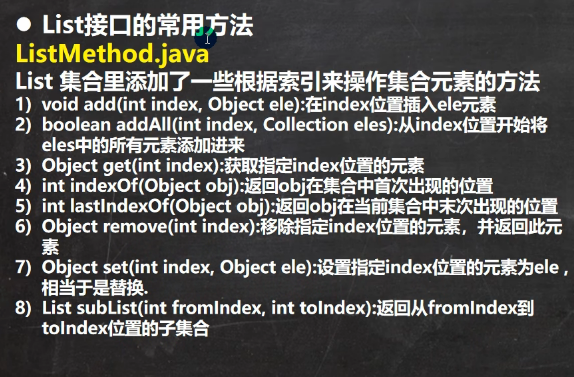 ● List接口的常用方法
ListMethod.java
List 集合里添加了一些根据索引来操作集合元素的方法
1) void add(int index, Object ele):在index位置插入ele元素
2) boolean addAll(int index, Collection eles):从index位置开始将
eles中的所有元素添加进来
3) Object get(int index):获取指定index位置的元素
4) int indexOf(Object obj):返回obj在集合中首次出现的位置
5) int lastIndexOf(Object obj):返回obj在当前集合中末次出现的位置
6) Object remove(int index):移除指定index位置的元素，并返回此元
素
7) Object set(int index, Object ele):设置指定index位置的元素为ele ,
相当于是替换.
8) List subList(int fromIndex, int toIndex):返回从fromIndex到
toIndex位置的子集合